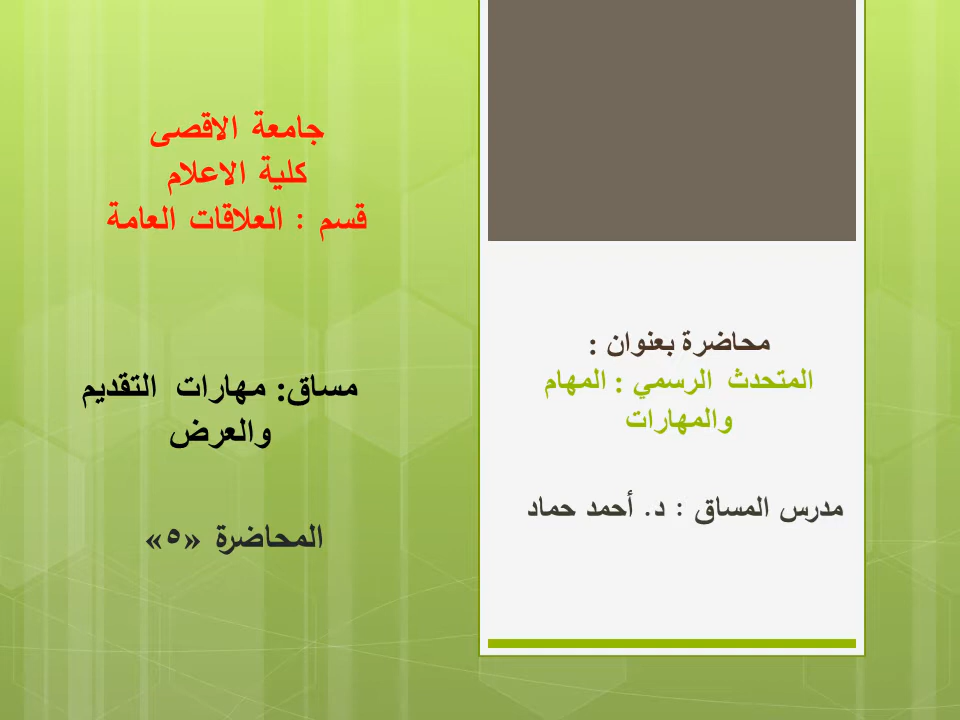 جامعة الاقصى
كلية الاعلام
قسم : العلاقات العامة
مساق: مهارات التقديم
والعرض
المحاضرة «٥»
محاضرة بعنوان :
المتحدث الرسمي : المهام
والمهارات
مدرس المساق : د. أحمد حماد